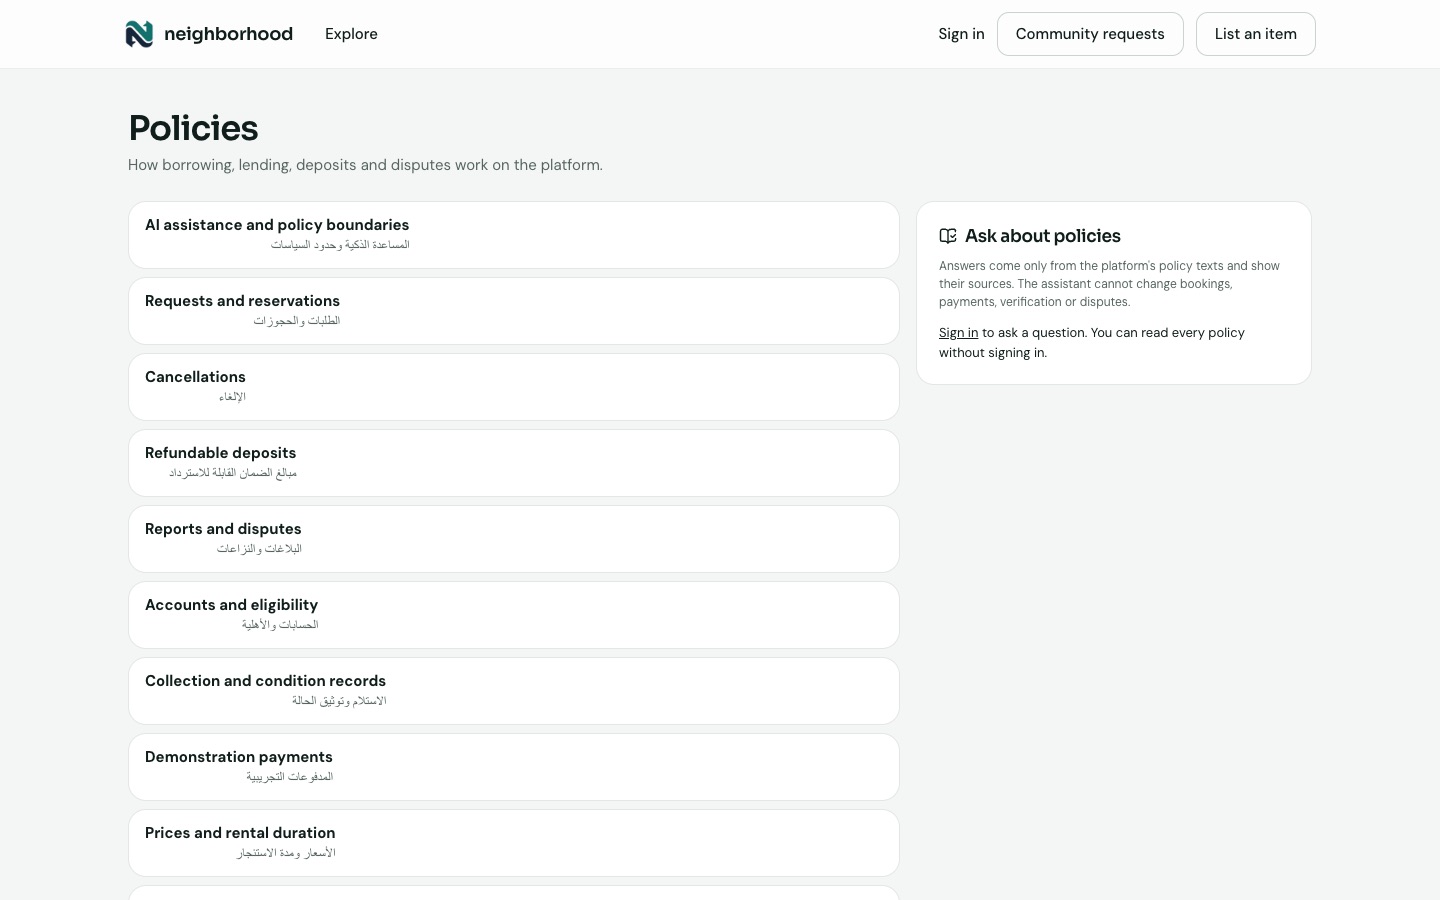 neighborhood
Explore
Sign in
Community requests
List an item
Policies
How borrowing, lending, deposits and disputes work on the platform.
AI assistance and policy boundaries
المساعدة الذكية وحدود السياسات
Requests and reservations
الطلبات والحجوزات
Cancellations
الإلغاء
Refundable deposits
مبالغ الضمان القابلة للاسترداد
Reports and disputes
البلاغات والنزاعات
Accounts and eligibility
الحسابات والأهلية
Collection and condition records
الاستلام وتوثيق الحالة
Demonstration payments
المدفوعات التجريبية
Prices and rental duration
الأسعار ومدة الاستئجار
Ask about policies
Answers come only from the platform's policy texts and show
their sources. The assistant cannot change bookings,
payments, verification or disputes.
Sign in to ask a question. You can read every policy
without signing in.